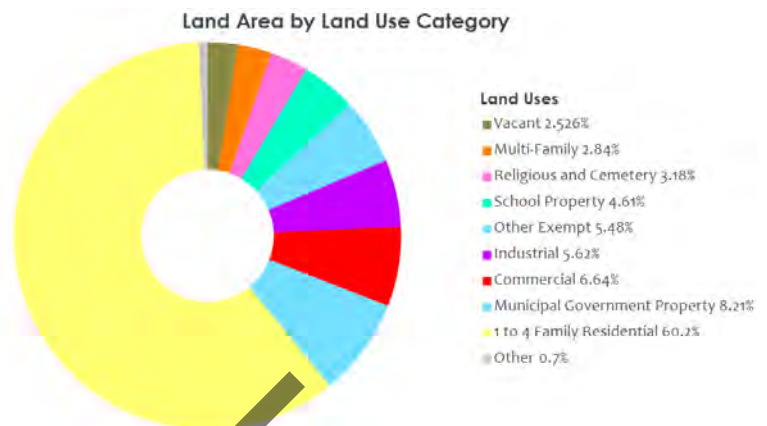 Land Area by Land Use Category
Land Uses
Vacant 2.526%
Multi-Family 2.84%
Religious and Cemetery 3.18%
School Property 4.61%
Other Exempt 5.48%
Industrial 5.62%
Commercial 6.64%
Municipal Government Property 8.21%
1 to 4 Family Residential 60.2%
Other 0.7%